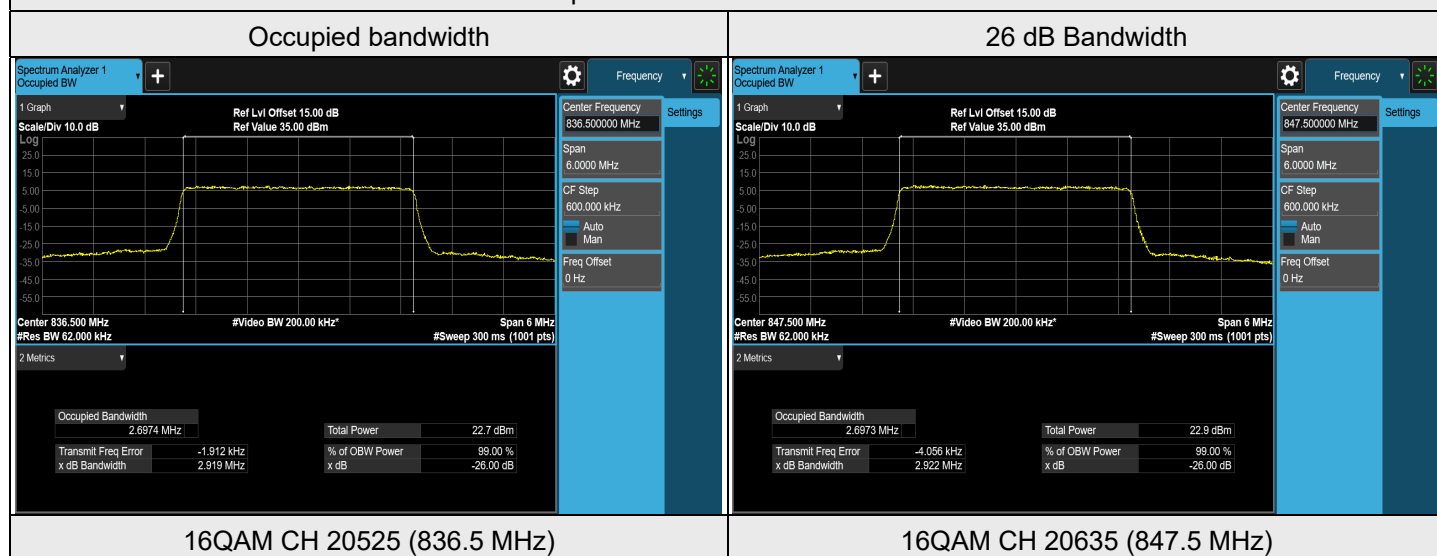 Occupied bandwidth
26 dB Bandwidth
Spectrum Analyzer 1
Occupied BW
+
Frequency
1 Graph
Ref Lvl Offset 15.00 dB
Scale/Div 10.0 dB
Ref Value 35.00 dBm
Log
25.0
15.0
5.00
-5.00
-15.0
-25.0
-35.0
-45.0
-55.0
Center 836.500 MHz
#Video BW 200.00 kHz*
Span 6 MHz
#Res BW 62.000 kHz
#Sweep 300 ms (1001 pts)
Center Frequency
836.500000 MHz
Settings
Span
6.0000 MHz
CF Step
600.000 kHz
Auto
Man
Freq Offset
0 Hz
2 Metrics
Occupied Bandwidth
2.6974 MHz
Total Power 22.7 dBm
Transmit Freq Error -1.912 kHz
% of OBW Power 99.00 %
x dB Bandwidth 2.919 MHz
x dB -26.00 dB
Spectrum Analyzer 1
Occupied BW
+
Frequency
1 Graph
Ref Lvl Offset 15.00 dB
Scale/Div 10.0 dB
Ref Value 35.00 dBm
Log
25.0
15.0
5.00
-5.00
-15.0
-25.0
-35.0
-45.0
-55.0
Center 847.500 MHz
#Video BW 200.00 kHz*
Span 6 MHz
#Res BW 62.000 kHz
#Sweep 300 ms (1001 pts)
Center Frequency
847.500000 MHz
Settings
Span
6.0000 MHz
CF Step
600.000 kHz
Auto
Man
Freq Offset
0 Hz
2 Metrics
Occupied Bandwidth
2.6973 MHz
Total Power 22.9 dBm
Transmit Freq Error -4.056 kHz
% of OBW Power 99.00 %
x dB Bandwidth 2.922 MHz
x dB -26.00 dB
16QAM CH 20525 (836.5 MHz)
16QAM CH 20635 (847.5 MHz)